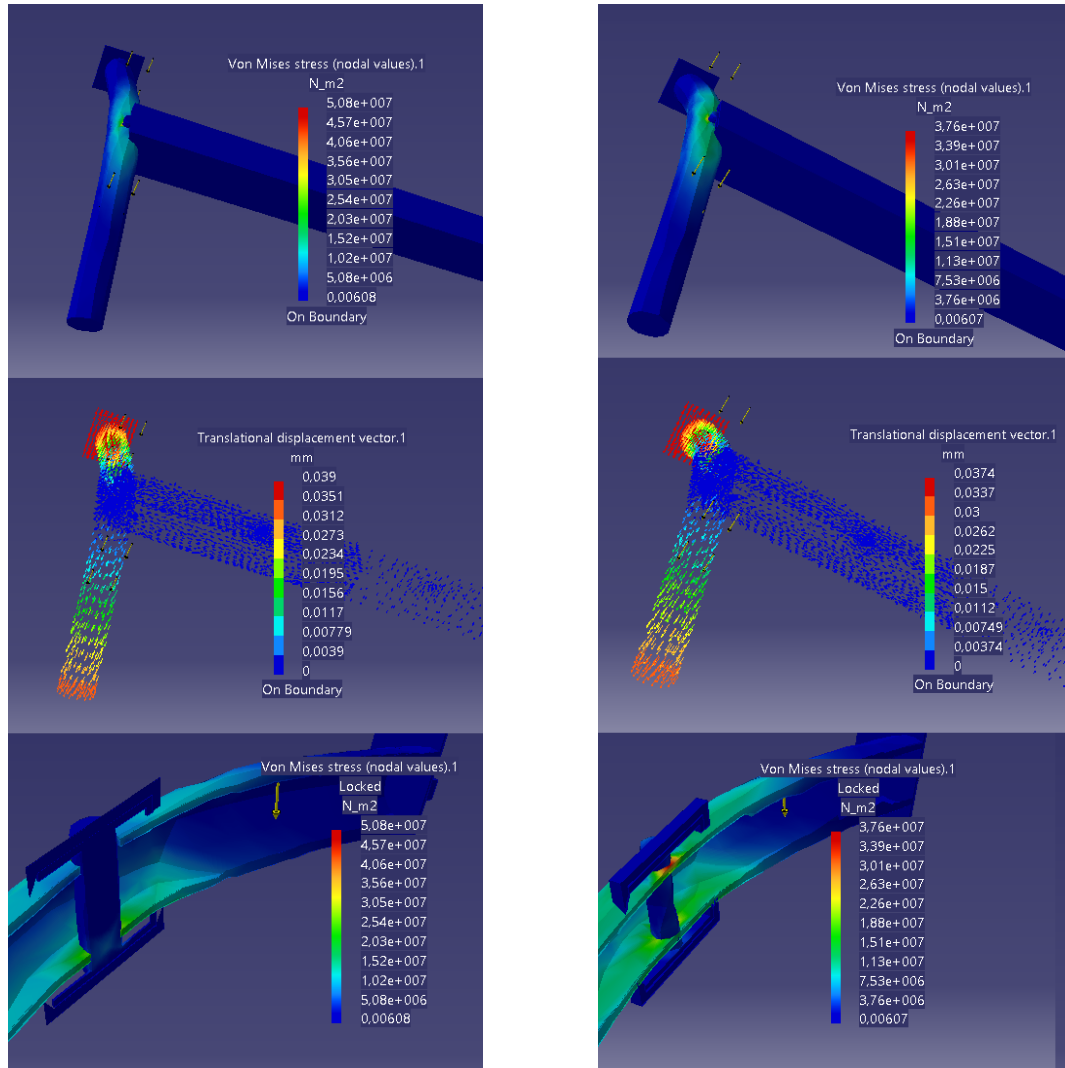 Von Mises stress (nodal values).1
N_m2
5,08e+007
4,57e+007
4,06e+007
3,56e+007
3,05e+007
2,54e+007
2,03e+007
1,52e+007
1,02e+007
5,08e+006
0,00608
On Boundary
Von Mises stress (nodal values).1
N_m2
3,76e+007
3,39e+007
3,01e+007
2,63e+007
2,26e+007
1,88e+007
1,51e+007
1,13e+007
7,53e+006
3,76e+006
0,00607
On Boundary
Translational displacement vector.1
mm
0,039
0,0351
0,0312
0,0273
0,0234
0,0195
0,0156
0,0117
0,00779
0,0039
0
On Boundary
Translational displacement vector.1
mm
0,0374
0,0337
0,03
0,0262
0,0225
0,0187
0,015
0,0112
0,00749
0,00374
0
On Boundary
Von Mises stress (nodal values).1
Locked
N_m2
5,08e+007
4,57e+007
4,06e+007
3,56e+007
3,05e+007
2,54e+007
2,03e+007
1,52e+007
1,02e+007
5,08e+006
0,00608
Von Mises stress (nodal values).1
Locked
N_m2
3,76e+007
3,39e+007
3,01e+007
2,63e+007
2,26e+007
1,88e+007
1,51e+007
1,13e+007
7,53e+006
3,76e+006
0,00607